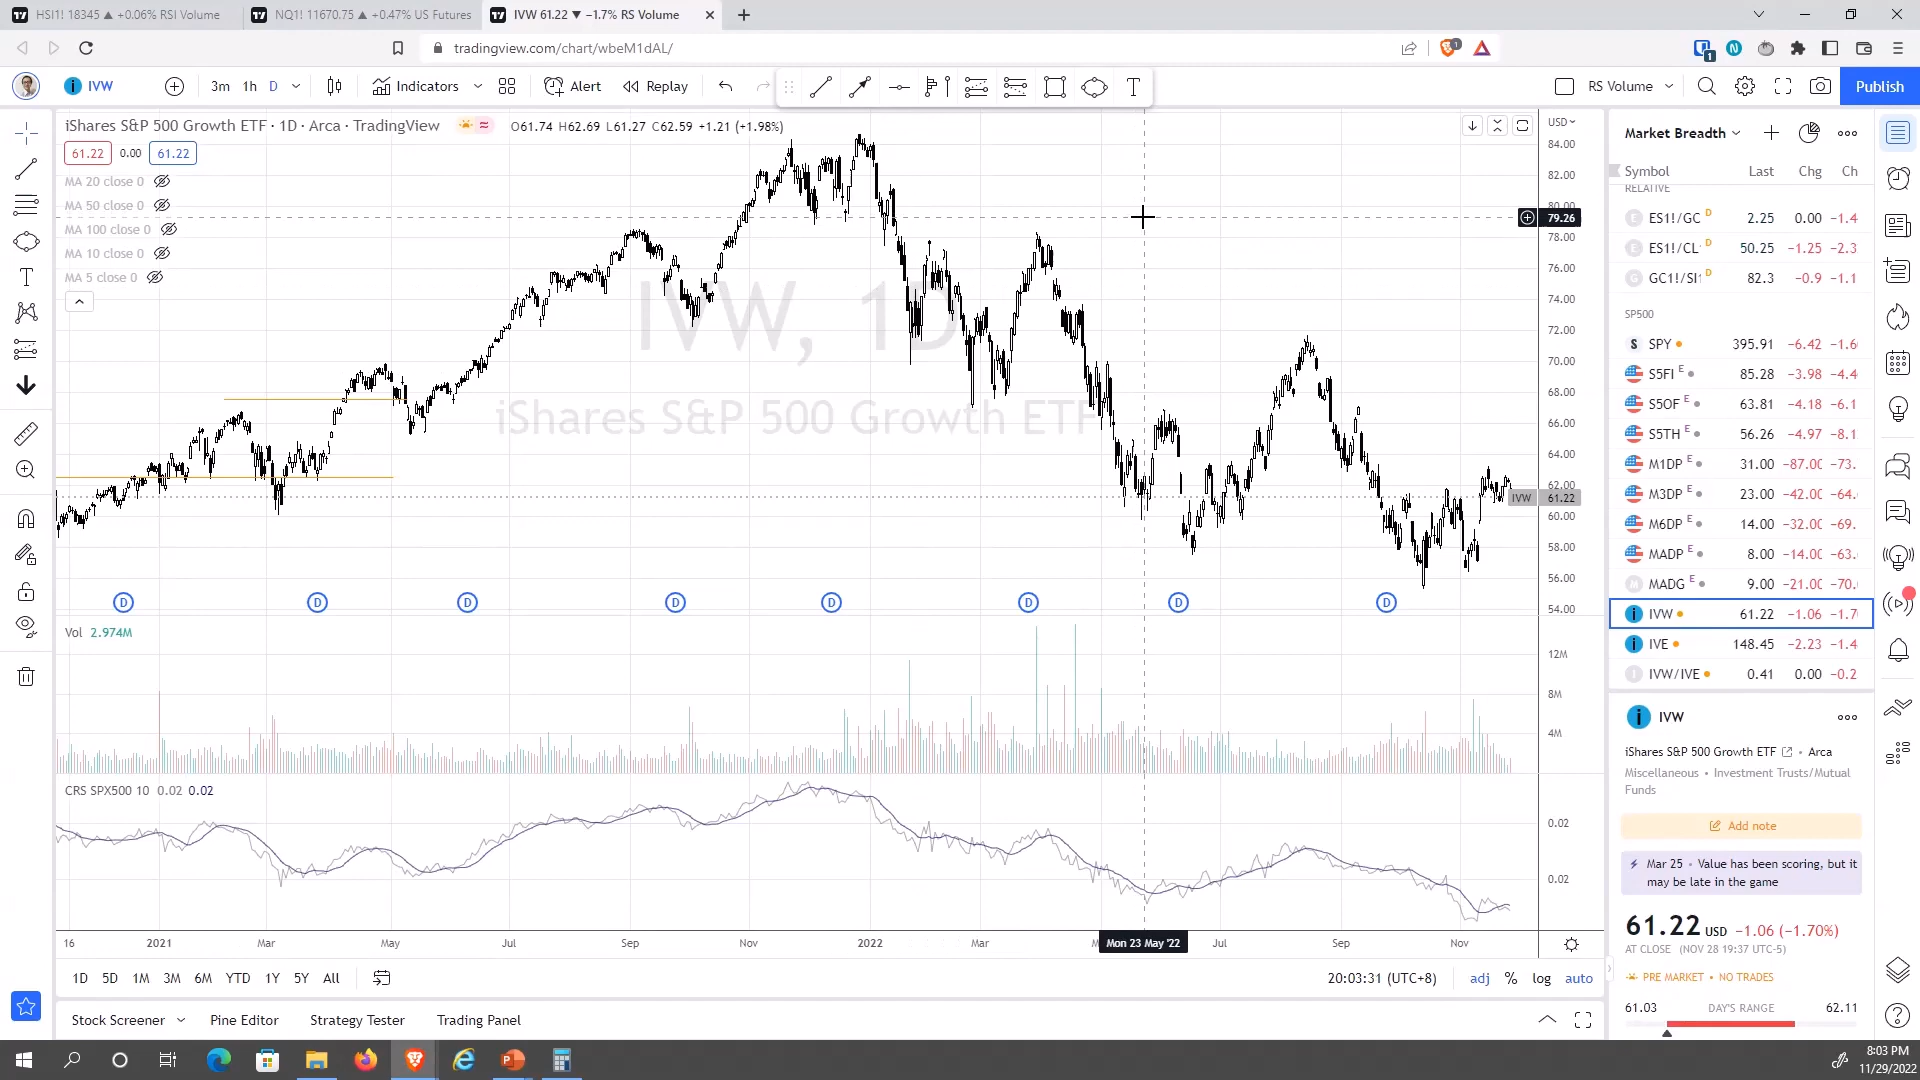 HSI1! 18345 ▲ +0.06% RSI Volume
NQ1! 11670.75 ▲ +0.47% US Futures
IVW 61.22 ▼ −1.7% RS Volume
tradingview.com/chart/wbeM1dAL/
IVW
3m 1h D
Indicators
Alert
Replay
T
RS Volume
Publish
iShares S&P 500 Growth ETF · 1D · Arca · TradingView
O61.74 H62.69 L61.27 C62.59 +1.21 (+1.98%)
61.22 0.00 61.22
MA 20 close 0
MA 50 close 0
MA 100 close 0
MA 10 close 0
MA 5 close 0
IVW, 1D
iShares S&P 500 Growth ETF
USD
84.00
82.00
80.00
79.26
78.00
76.00
74.00
72.00
70.00
68.00
66.00
64.00
62.00
IVW 61.22
60.00
58.00
56.00
54.00
D D D D D D D D
Vol 2.974M
12M
8M
4M
CRS SPX500 10 0.02 0.02
0.02
0.02
16 2021 Mar May Jul Sep Nov 2022 Mar Mon 23 May '22 Jul Sep Nov
1D 5D 1M 3M 6M YTD 1Y 5Y All
20:03:31 (UTC+8) adj % log auto
Stock Screener Pine Editor Strategy Tester Trading Panel
Market Breadth
Symbol Last Chg Ch
RELATIVE
ES1!/GC D 2.25 0.00 −1.4
ES1!/CL D 50.25 −1.25 −2.3
GC1!/SI1 D 82.3 −0.9 −1.1
SP500
SPY 395.91 −6.42 −1.6
S5FI E 85.28 −3.98 −4.4
S5OF E 63.81 −4.18 −6.1
S5TH E 56.26 −4.97 −8.1
M1DP E 31.00 −87.00 −73.
M3DP E 23.00 −42.00 −64.
M6DP E 14.00 −32.00 −69.
MADP E 8.00 −14.00 −63.
MADG E 9.00 −21.00 −70.
IVW 61.22 −1.06 −1.7
IVE 148.45 −2.23 −1.4
IVW/IVE 0.41 0.00 −0.2
IVW
iShares S&P 500 Growth ETF • Arca
Miscellaneous • Investment Trusts/Mutual
Funds
Add note
Mar 25 • Value has been scoring, but it
may be late in the game
61.22 USD −1.06 (−1.70%)
AT CLOSE (NOV 28 19:37 UTC-5)
PRE MARKET • NO TRADES
61.03 DAY'S RANGE 62.11
8:03 PM
11/29/2022